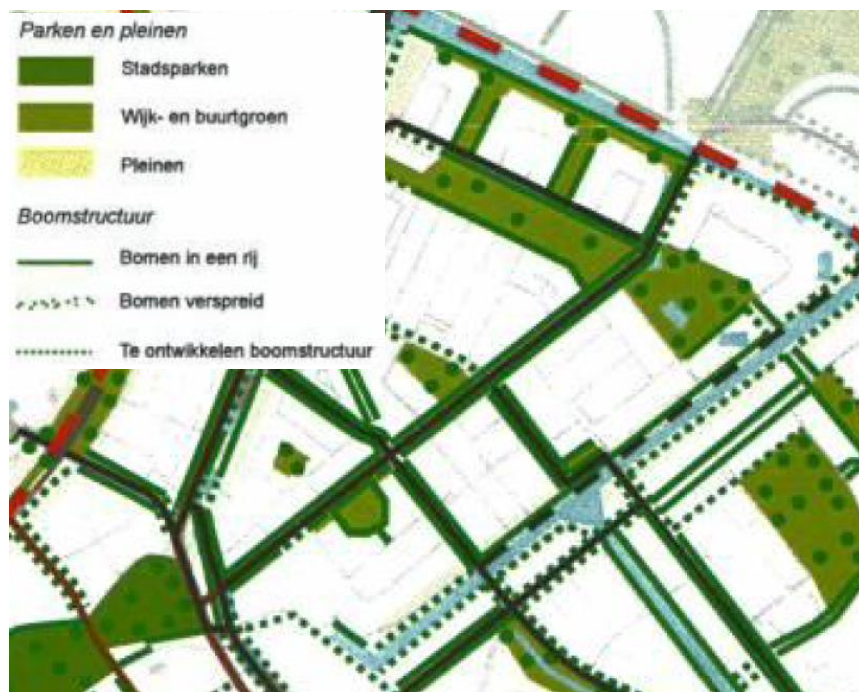 Parken en pleinen
Stadsparken
Wijk- en buurtgroen
Pleinen
Boomstructuur
Bomen in een rij
Bomen verspreid
Te ontwikkelen boomstructuur